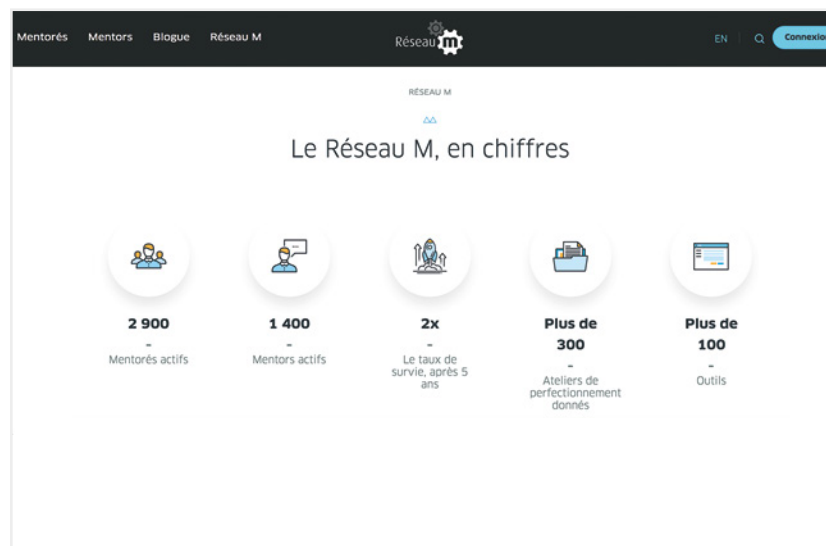 Mentorés Mentors Blogue Réseau M Réseau m EN Connexion
RÉSEAU M
Le Réseau M, en chiffres
2 900
-
Mentorés actifs
1 400
-
Mentors actifs
2x
-
Le taux de
survie, après 5
ans
Plus de
300
-
Ateliers de
perfectionnement
donnés
Plus de
100
-
Outils